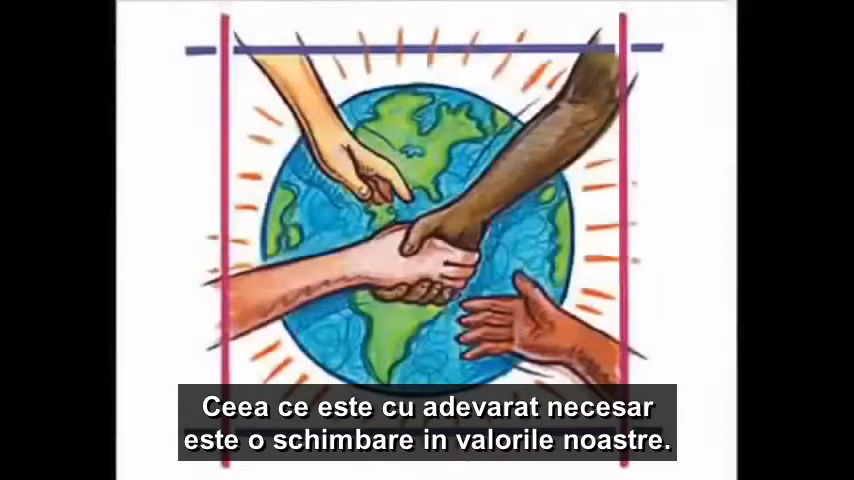 Ceea ce este cu adevarat necesar
este o schimbare in valorile noastre.